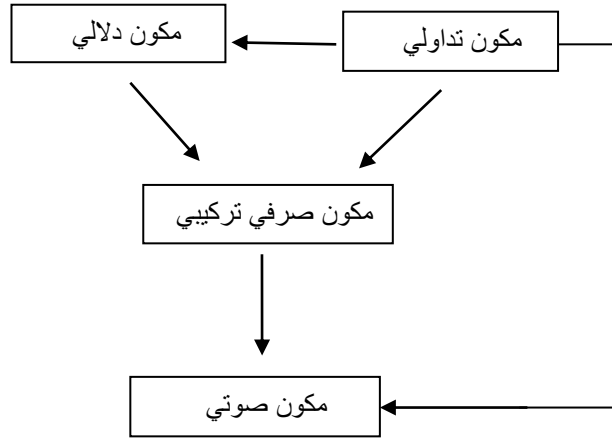 مكون تداولي
مكون دلالي
مكون صرفي تركيبي
مكون صوتي